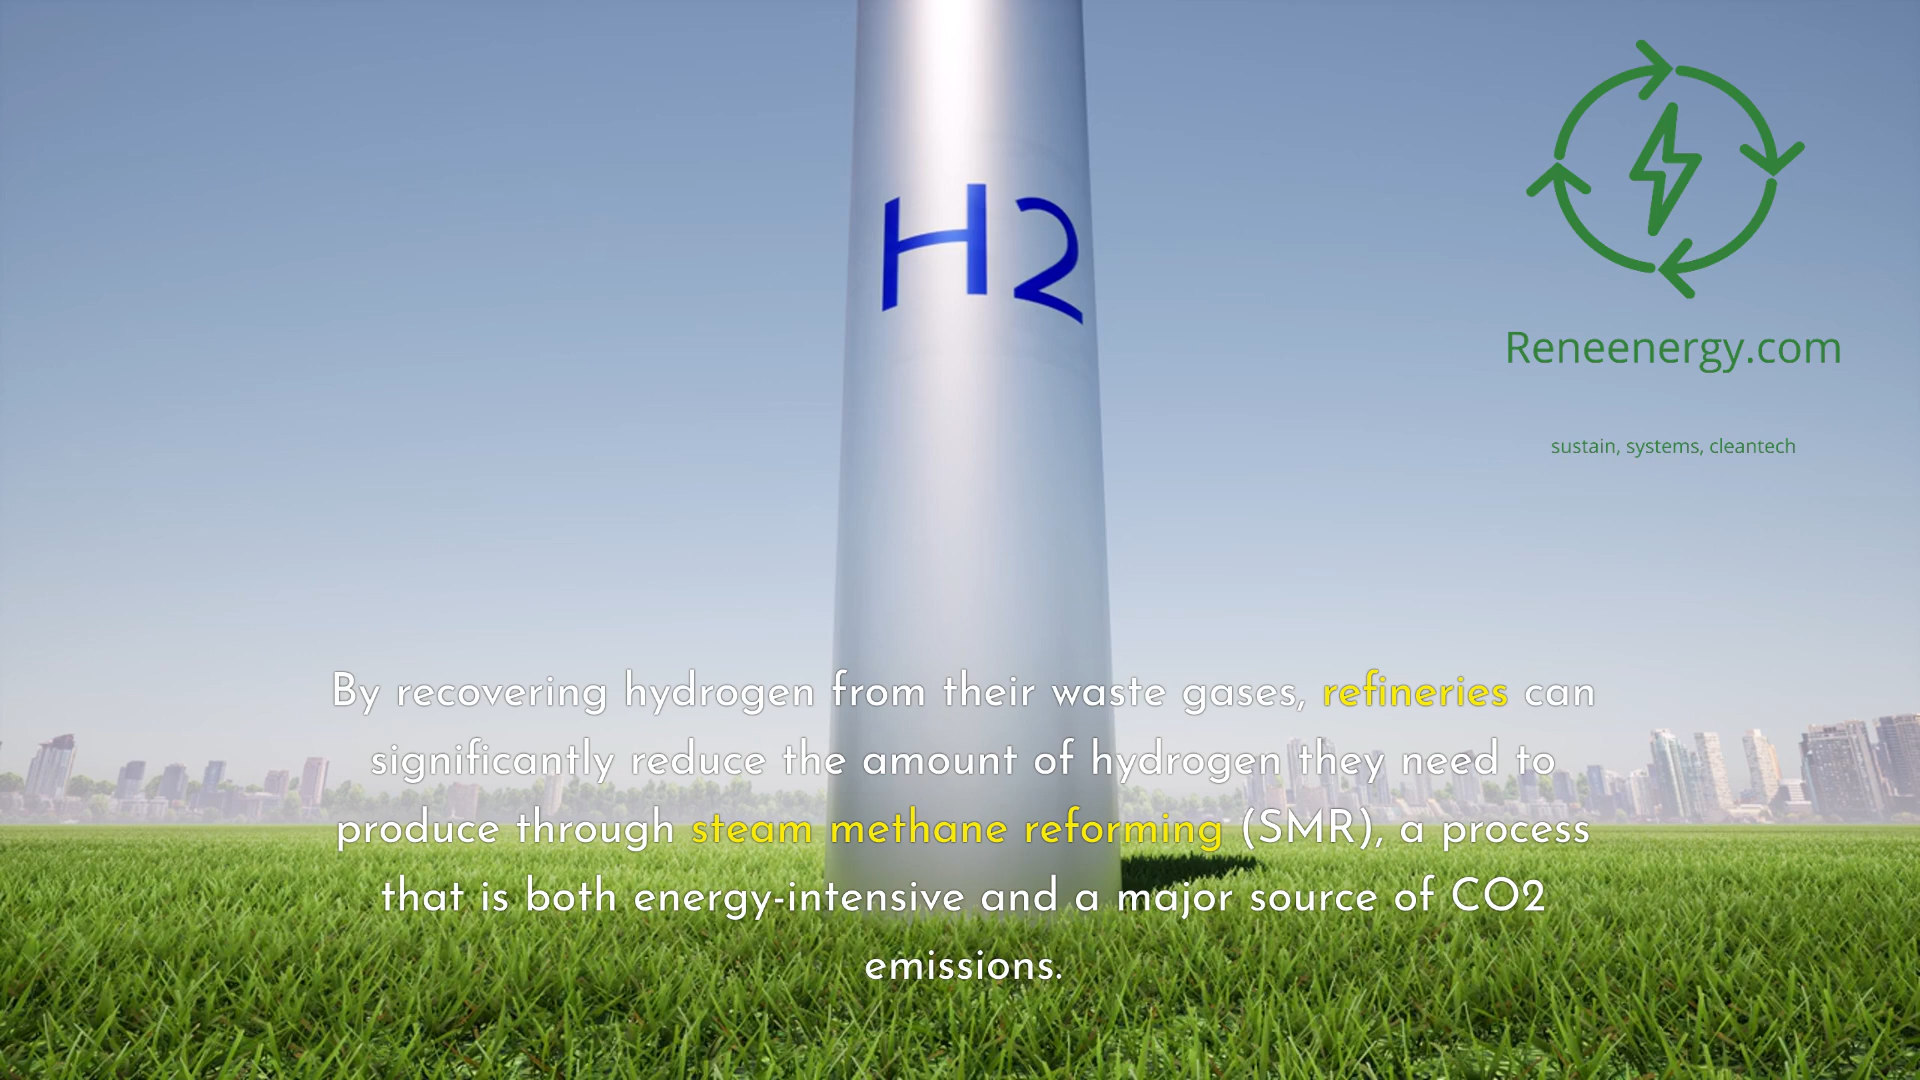 H2
Reneenergy.com
sustain, systems, cleantech
By recovering hydrogen from their waste gases, refineries can
significantly reduce the amount of hydrogen they need to
produce through steam methane reforming (SMR), a process
that is both energy-intensive and a major source of CO2
emissions.